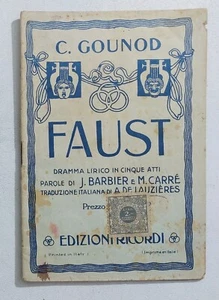 C. GOUNOD
FAUST
DRAMMA LIRICO IN CINQUE ATTI
PAROLE DI J. BARBIER E M. CARRÉ
TRADUZIONE ITALIANA DI A. DE LAUZIÈRES
Prezzo
EDIZIONI RICORDI